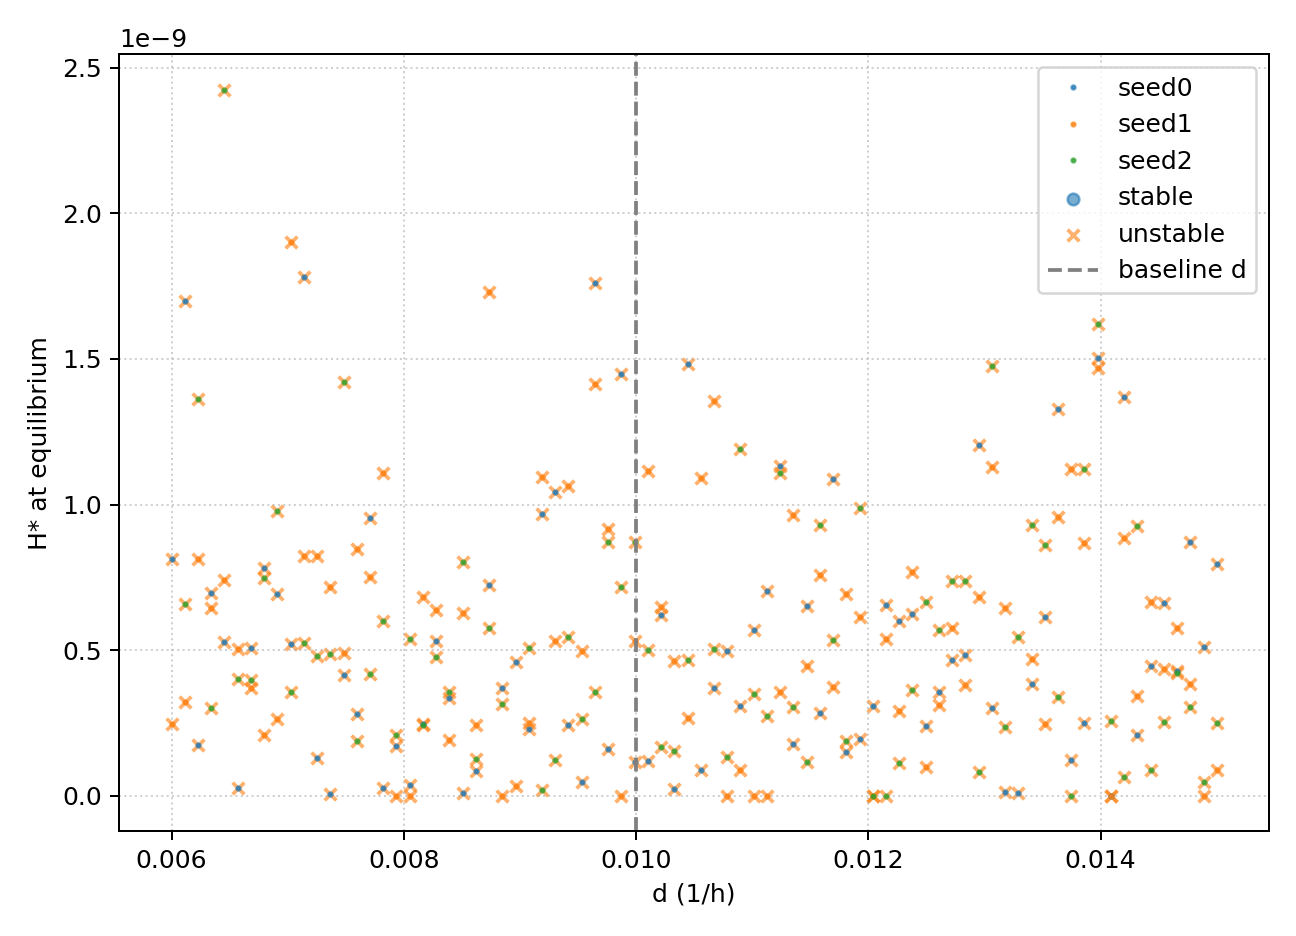 1e−9
2.5
2.0
1.5
1.0
0.5
0.0
H* at equilibrium
seed0
seed1
seed2
stable
unstable
baseline d
0.006
0.008
0.010
0.012
0.014
d (1/h)